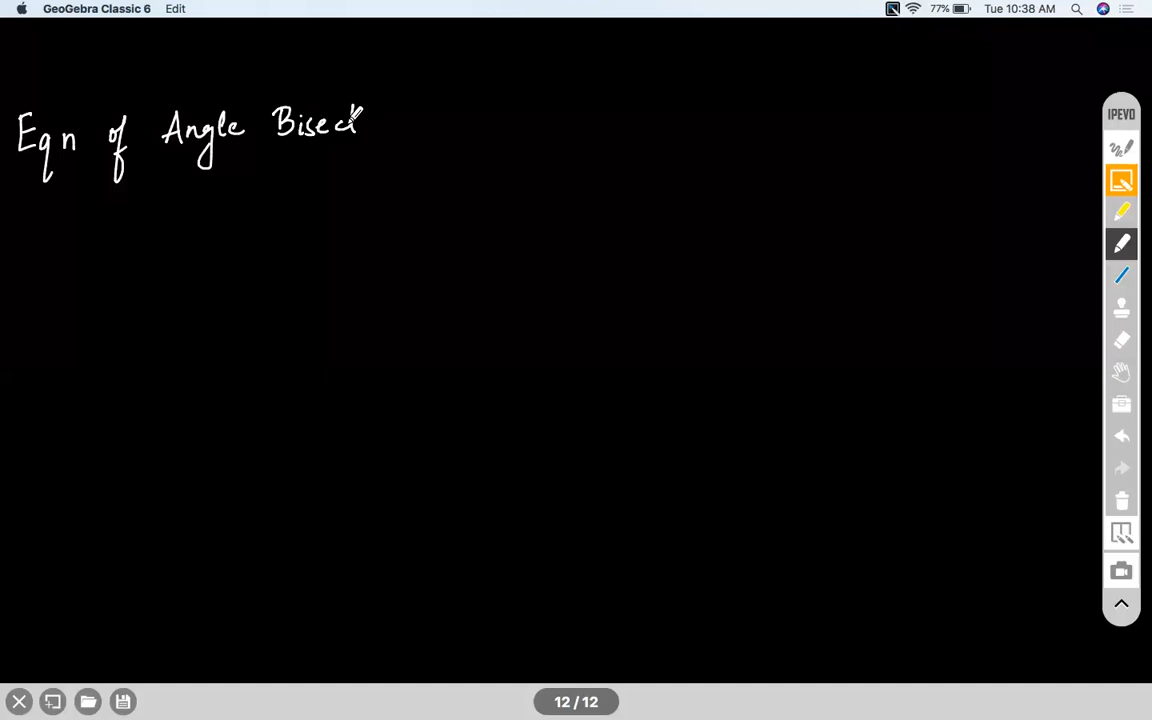 GeoGebra Classic 6 Edit 77% Tue 10:38 AM
Eqn of Angle Bisect
IPEVO
12 / 12